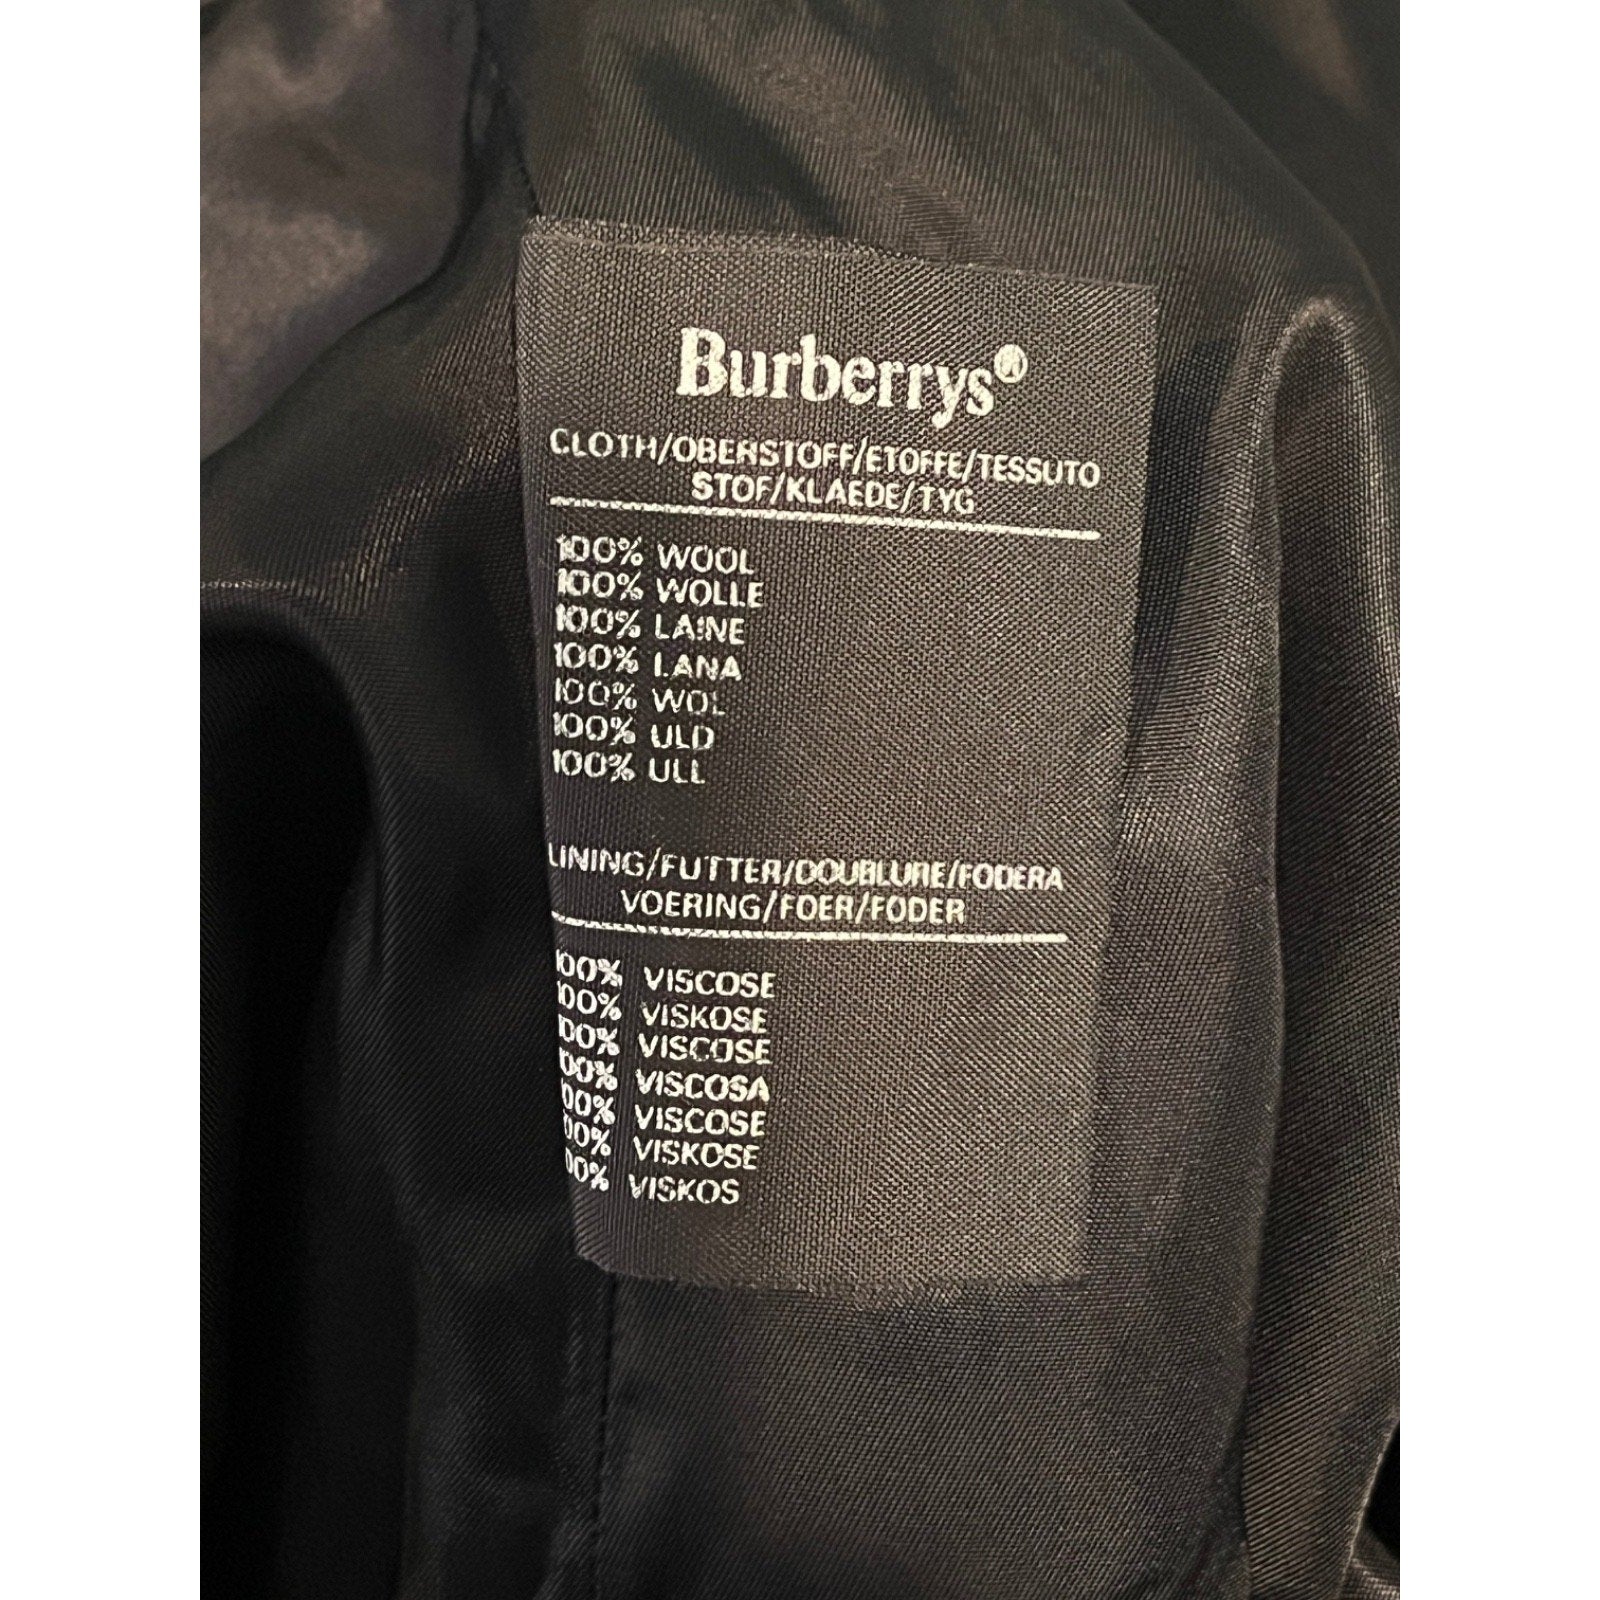 Burberrys®
CLOTH/OBERSTOFF/ETOFFE/TESSUTO
STOF/KLAEDE/TYG
100% WOOL
100% WOLLE
100% LAINE
100% LANA
100% WOL
100% ULD
100% ULL
LINING/FUTTER/DOUBLURE/FODERA
VOERING/FOER/FODER
100% VISCOSE
100% VISKOSE
100% VISCOSE
100% VISCOSA
100% VISCOSE
100% VISKOSE
100% VISKOS